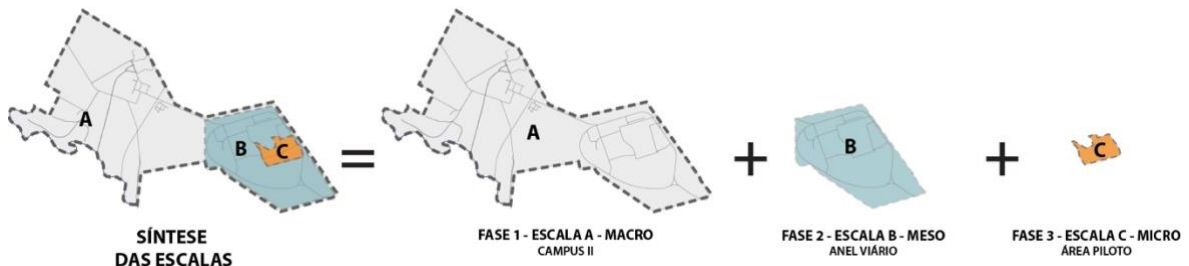 A
B
C
=
A
+
B
+
C
SÍNTESE
DAS ESCALAS
FASE 1 - ESCALA A - MACRO
CAMPUS II
FASE 2 - ESCALA B - MESO
ANEL VIÁRIO
FASE 3 - ESCALA C - MICRO
ÁREA PILOTO